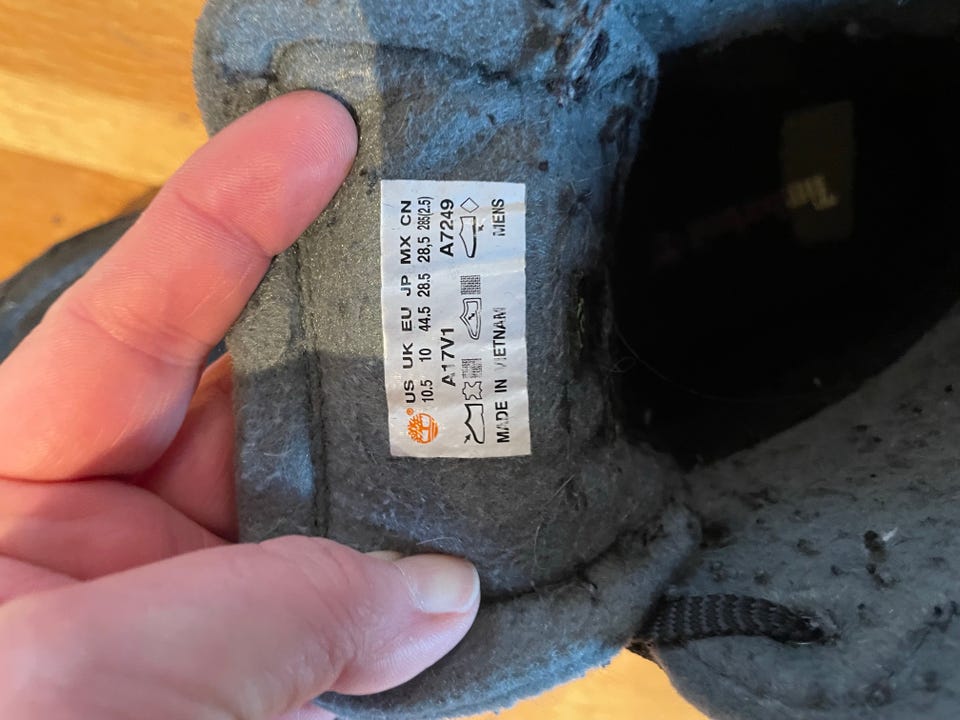 ® US UK EU JP MX CN
10.5 10 44.5 28.5 28,5 285(2.5)
A17V1 A7249
MADE IN VIETNAM MENS